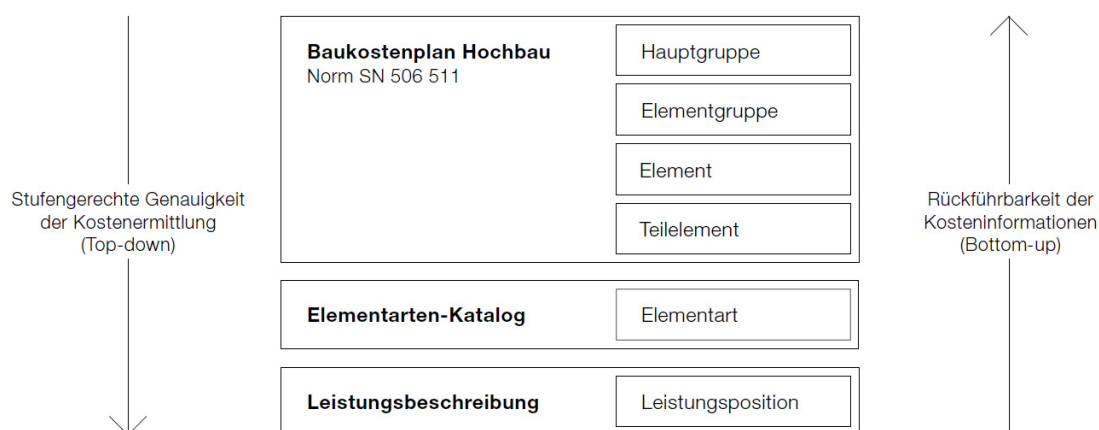 Baukostenplan Hochbau
Norm SN 506 511
Hauptgruppe
Elementgruppe
Element
Teilelement
Stufengerechte Genauigkeit
der Kostenermittlung
(Top-down)
Rückführbarkeit der
Kosteninformationen
(Bottom-up)
Elementarten-Katalog
Elementart
Leistungsbeschreibung
Leistungsposition